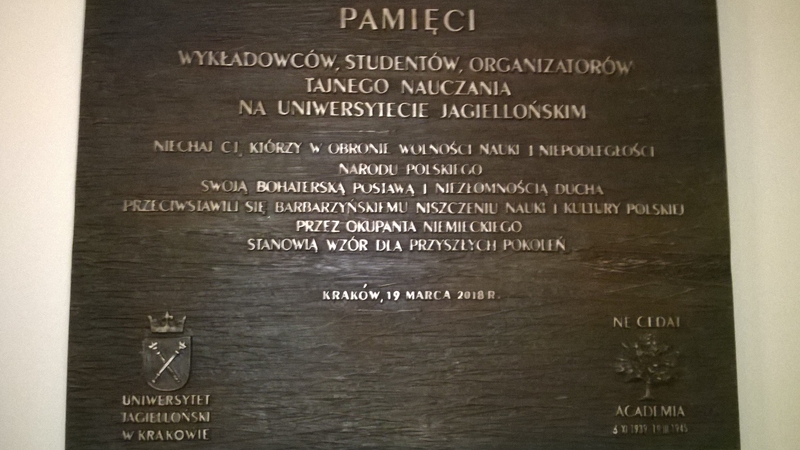 PAMIĘCI
WYKŁADOWCÓW, STUDENTÓW, ORGANIZATORÓW
TAJNEGO NAUCZANIA
NA UNIWERSYTECIE JAGIELLOŃSKIM
NIECHAJ CI, KTÓRZY W OBRONIE WOLNOŚCI NAUKI I NIEPODLEGŁOŚCI
NARODU POLSKIEGO
SWOJĄ BOHATERSKĄ POSTAWĄ I NIEZŁOMNOŚCIĄ DUCHA
PRZECIWSTAWILI SIĘ BARBARZYŃSKIEMU NISZCZENIU NAUKI I KULTURY POLSKIEJ
PRZEZ OKUPANTA NIEMIECKIEGO
STANOWIĄ WZÓR DLA PRZYSZŁYCH POKOLEŃ
KRAKÓW, 19 MARCA 2018 R.
UNIWERSYTET
JAGIELLOŃSKI
W KRAKOWIE
NE CEDAT
ACADEMIA